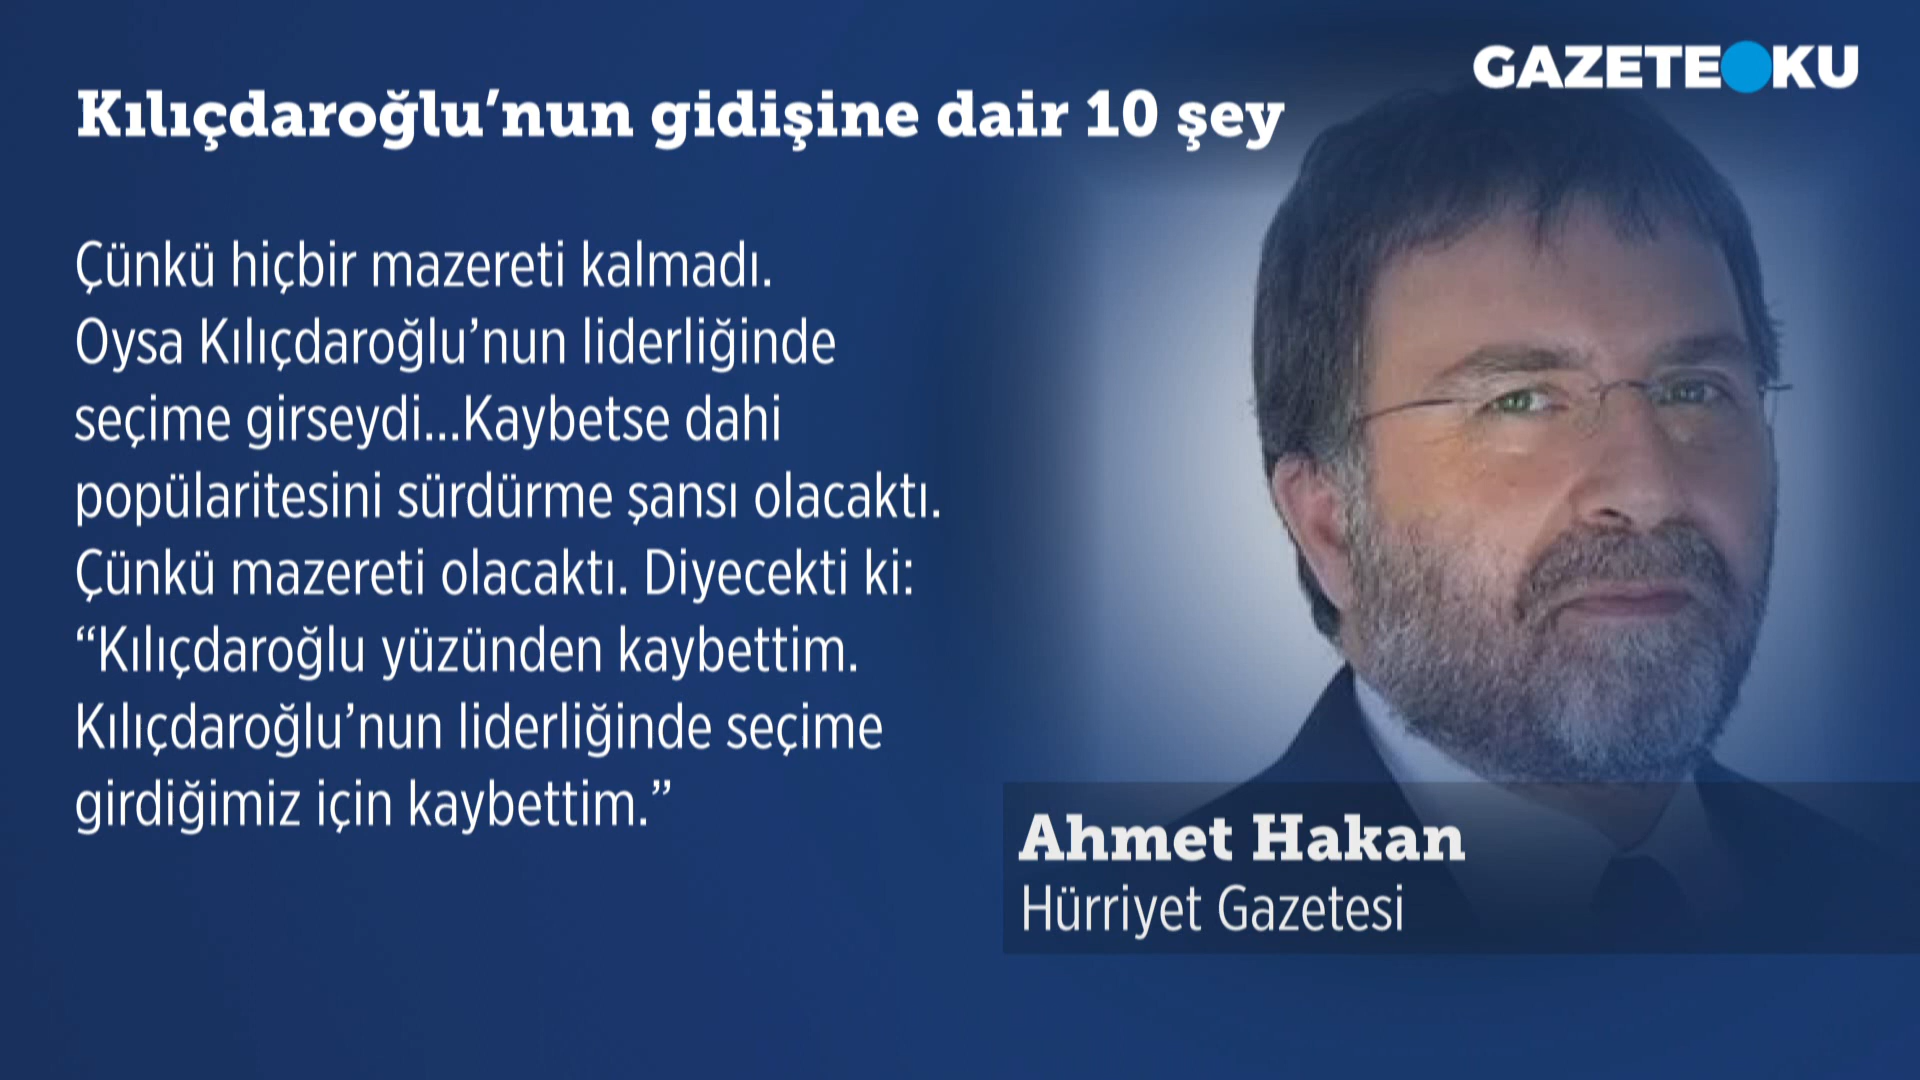 GAZETEOKU
Kılıçdaroğlu’nun gidişine dair 10 şey
Çünkü hiçbir mazereti kalmadı.
Oysa Kılıçdaroğlu’nun liderliğinde
seçime girseydi...Kaybetse dahi
popülaritesini sürdürme şansı olacaktı.
Çünkü mazereti olacaktı. Diyecekti ki:
“Kılıçdaroğlu yüzünden kaybettim.
Kılıçdaroğlu’nun liderliğinde seçime
girdiğimiz için kaybettim.”
Ahmet Hakan
Hürriyet Gazetesi